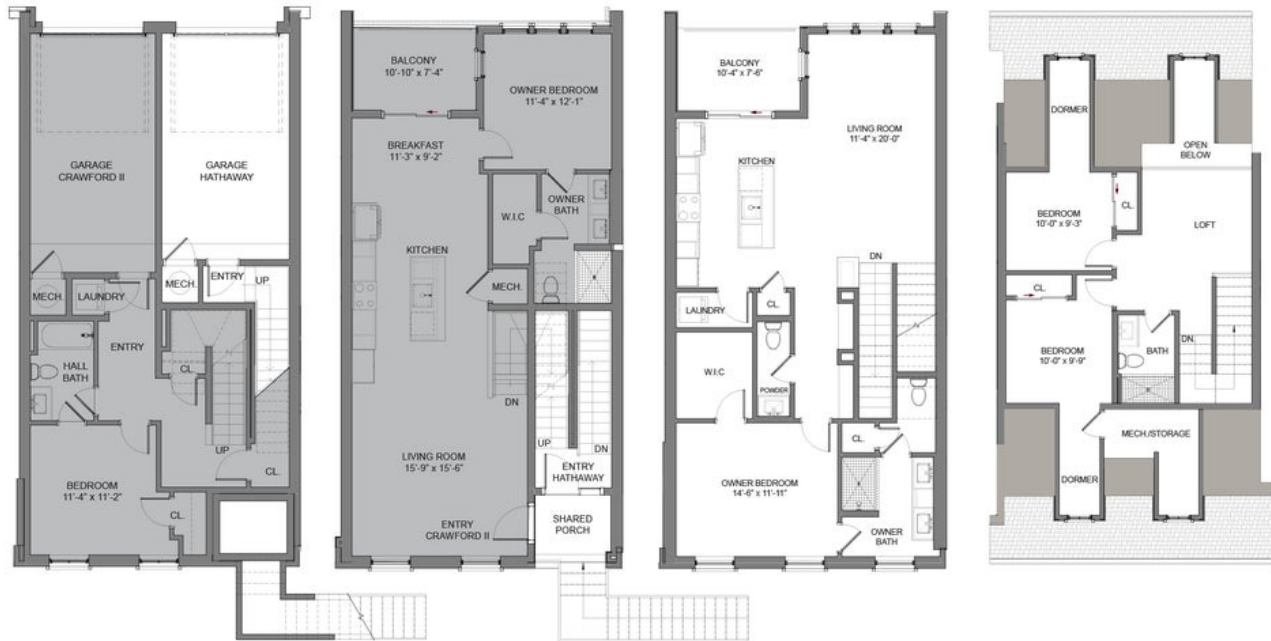 GARAGE
CRAWFORD II
GARAGE
HATHAWAY
MECH.
LAUNDRY
MECH.
ENTRY
UP
ENTRY
HALL
BATH
CL.
UP
CL.
BEDROOM
11'-4" x 11'-2"
CL.
BALCONY
10'-10" x 7'-4"
OWNER BEDROOM
11'-4" x 12'-1"
BREAKFAST
11'-3" x 9'-2"
W.I.C
OWNER
BATH
KITCHEN
MECH.
DN
LIVING ROOM
15'-9" x 15'-6"
UP
DN
ENTRY
HATHAWAY
ENTRY
CRAWFORD II
SHARED
PORCH
BALCONY
10'-4" x 7'-6"
LIVING ROOM
11'-4" x 20'-0"
KITCHEN
DN
LAUNDRY
CL.
W.I.C
POWDER
CL.
OWNER BEDROOM
14'-6" x 11'-11"
OWNER
BATH
DORMER
OPEN
BELOW
BEDROOM
10'-0" x 9'-3"
CL.
LOFT
CL.
BEDROOM
10'-0" x 9'-9"
BATH
DN.
MECH./STORAGE
DORMER